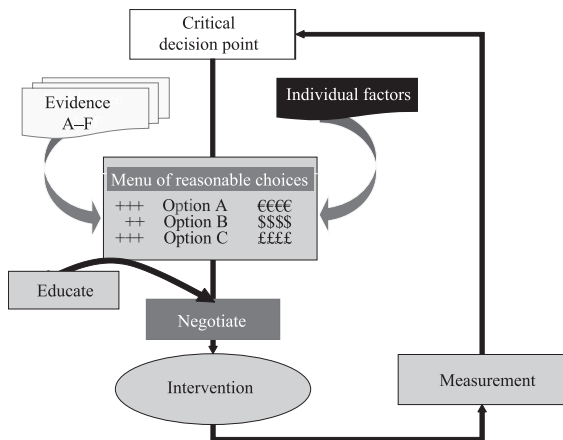 Critical
decision point
Evidence
A–F
Individual factors
Menu of reasonable choices
+++ Option A €€€€
++ Option B $$$$
+++ Option C ££££
Educate
Negotiate
Intervention
Measurement